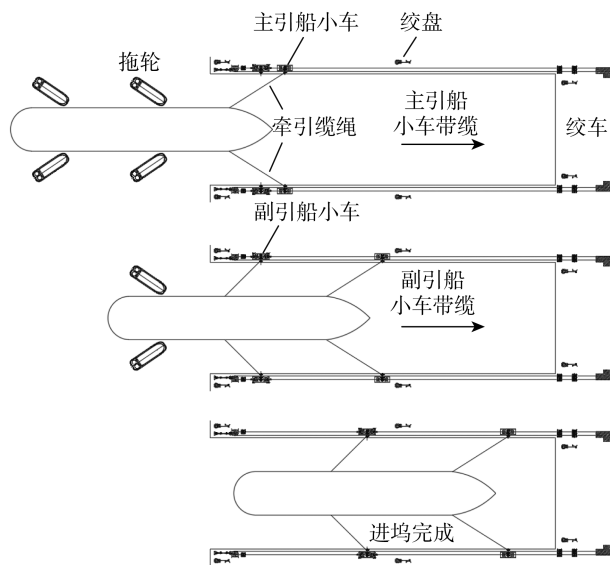 主引船小车
绞盘
拖轮
主引船
小车带缆
牵引缆绳
绞车
副引船小车
副引船
小车带缆
进坞完成